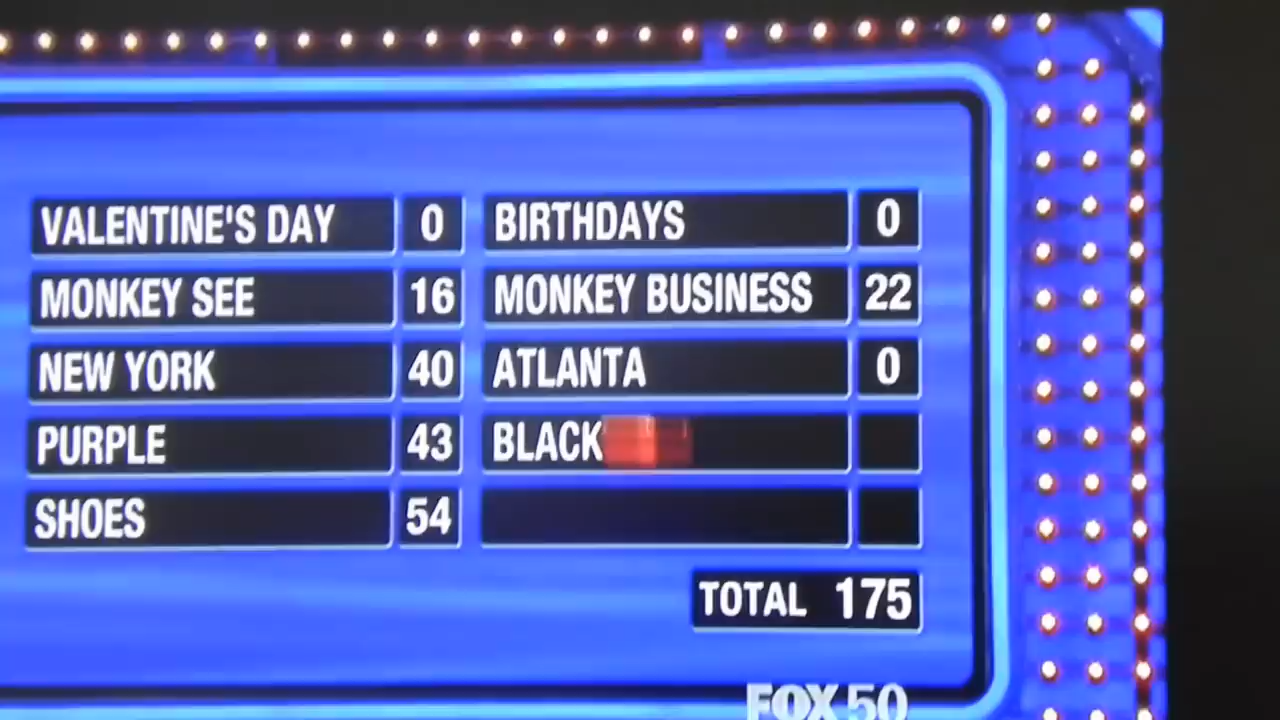 VALENTINE'S DAY 0 BIRTHDAYS 0
MONKEY SEE 16 MONKEY BUSINESS 22
NEW YORK 40 ATLANTA 0
PURPLE 43 BLACK
SHOES 54
TOTAL 175
FOX 50